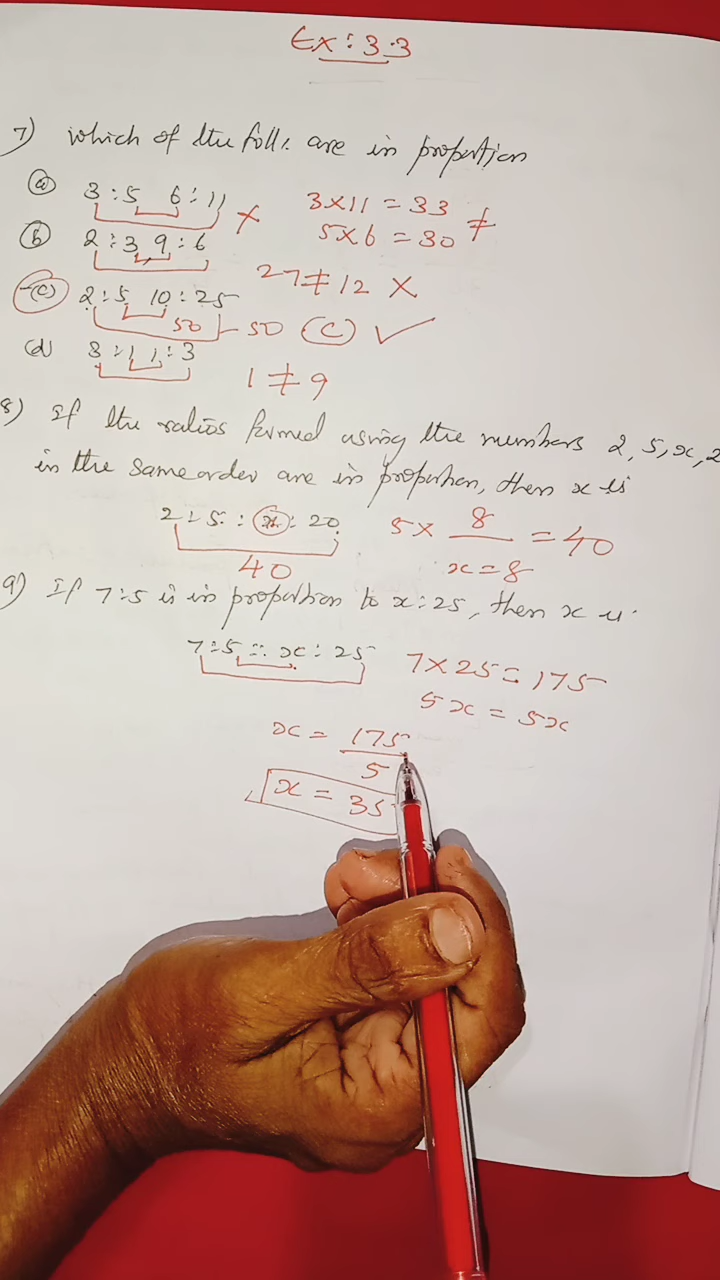 Ex : 3.3
7) which of the foll. are in proportion
(a) 3 : 5 6 : 11 × 3×11 = 33 ≠
5×6 = 30
(b) 2 : 3 9 : 6
27 ≠ 12 ×
(c) 2 : 5 10 : 25
50 50 (c) ✓
(d) 3 : 1 1 : 3
1 ≠ 9
8) If the ratios formed using the numbers 2, 5, x, 2
in the same order are in proportion, then x is
2 : 5 : : x : 20 5 × 8 = 40
40 x = 8
9) If 7 : 5 is in proportion to x : 25, then x is
7 : 5 :: x : 25 7 × 25 = 175
5 x = 5x
x = 175
5
x = 35